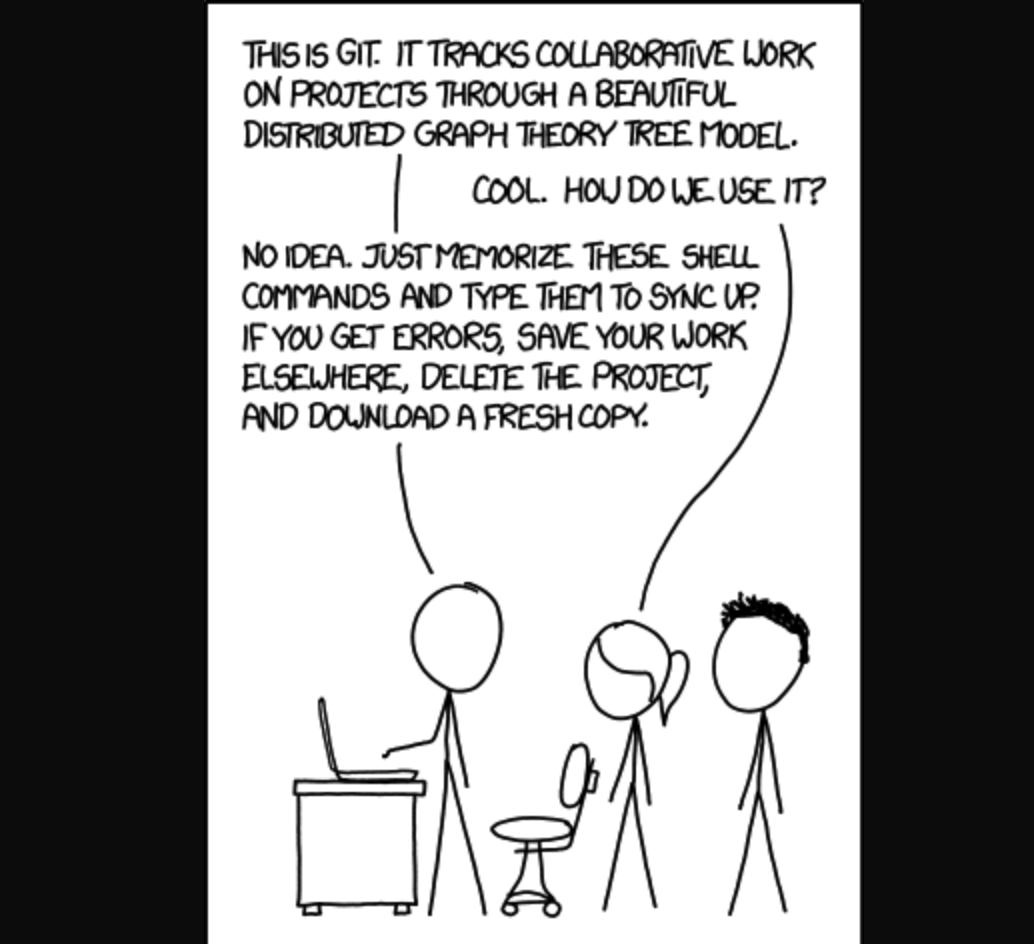 THIS IS GIT. IT TRACKS COLLABORATIVE WORK
ON PROJECTS THROUGH A BEAUTIFUL
DISTRIBUTED GRAPH THEORY TREE MODEL.
COOL. HOW DO WE USE IT?
NO IDEA. JUST MEMORIZE THESE SHELL
COMMANDS AND TYPE THEM TO SYNC UP.
IF YOU GET ERRORS, SAVE YOUR WORK
ELSEWHERE, DELETE THE PROJECT,
AND DOWNLOAD A FRESH COPY.